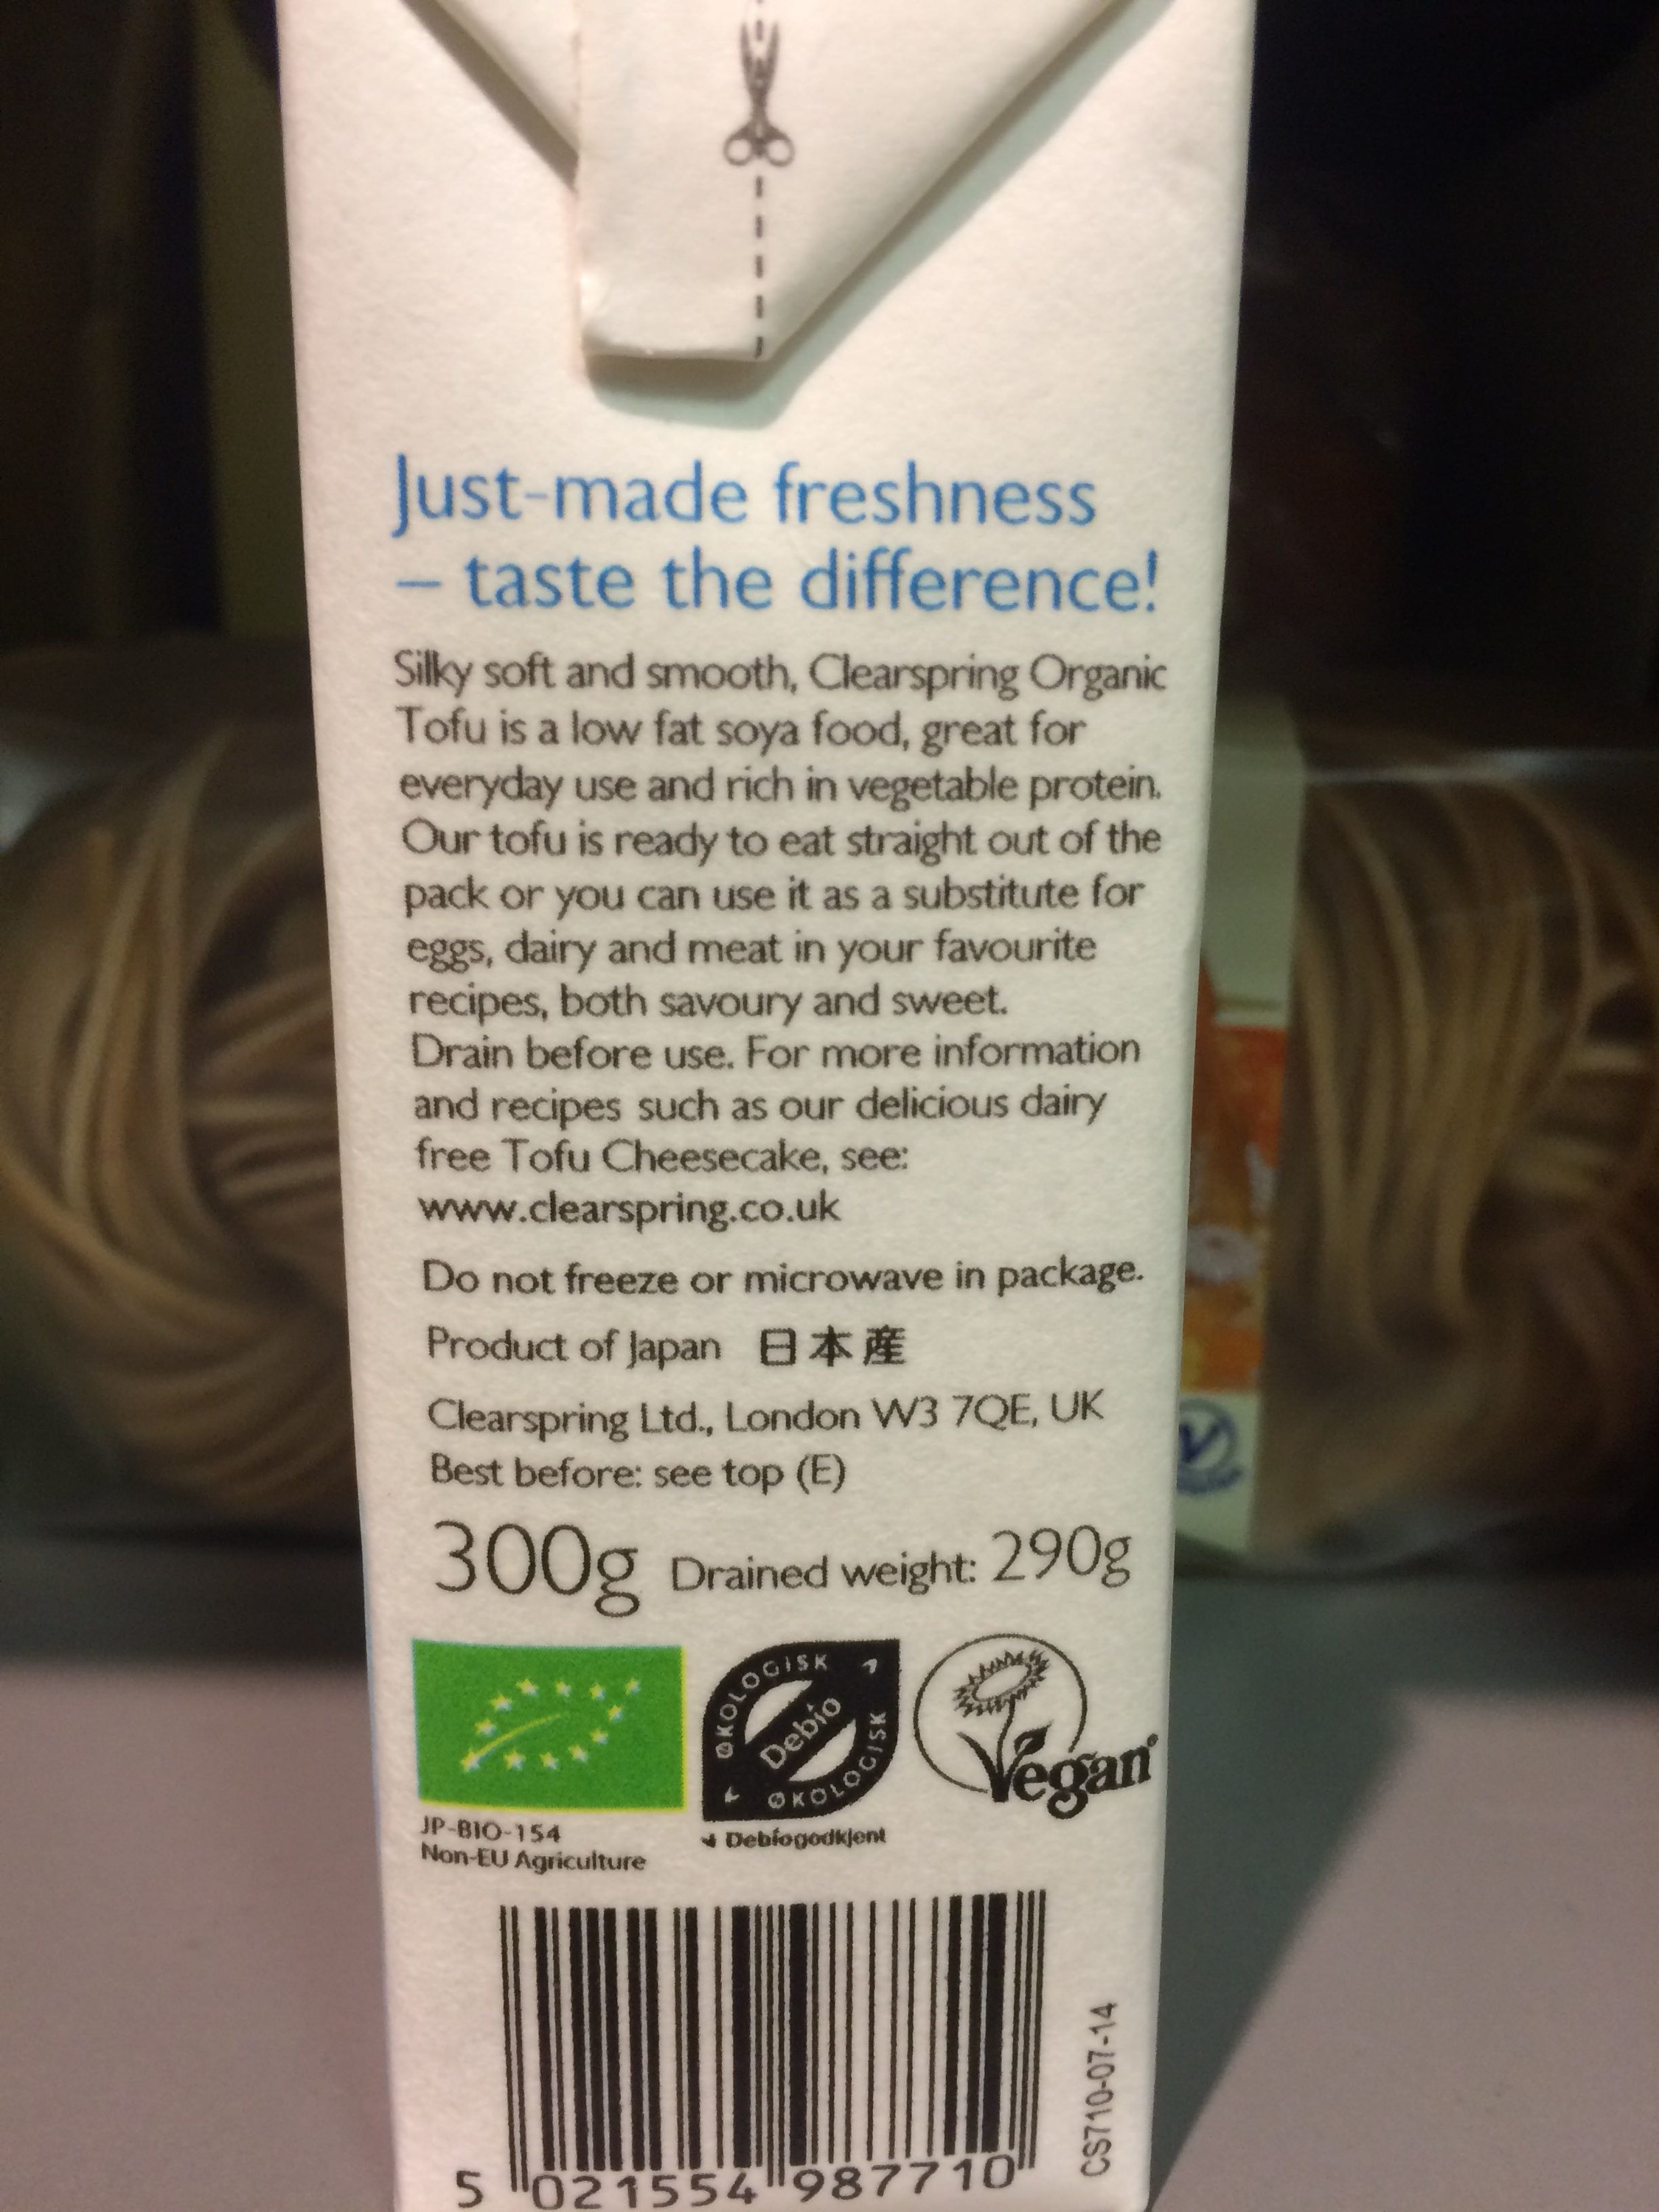 Just-made freshness
– taste the difference!
Silky soft and smooth, Clearspring Organic
Tofu is a low fat soya food, great for
everyday use and rich in vegetable protein.
Our tofu is ready to eat straight out of the
pack or you can use it as a substitute for
eggs, dairy and meat in your favourite
recipes, both savoury and sweet.
Drain before use. For more information
and recipes such as our delicious dairy
free Tofu Cheesecake, see:
www.clearspring.co.uk
Do not freeze or microwave in package.
Product of Japan 日本産
Clearspring Ltd., London W3 7QE, UK
Best before: see top (E)
300g Drained weight: 290g
ØKOLOGISK
Debio
ØKOLOGISK
ØKOLOGISK
Vegan
JP-BIO-154
Non-EU Agriculture
Debiogodkjent
CS710-07-14
5 021554 987710